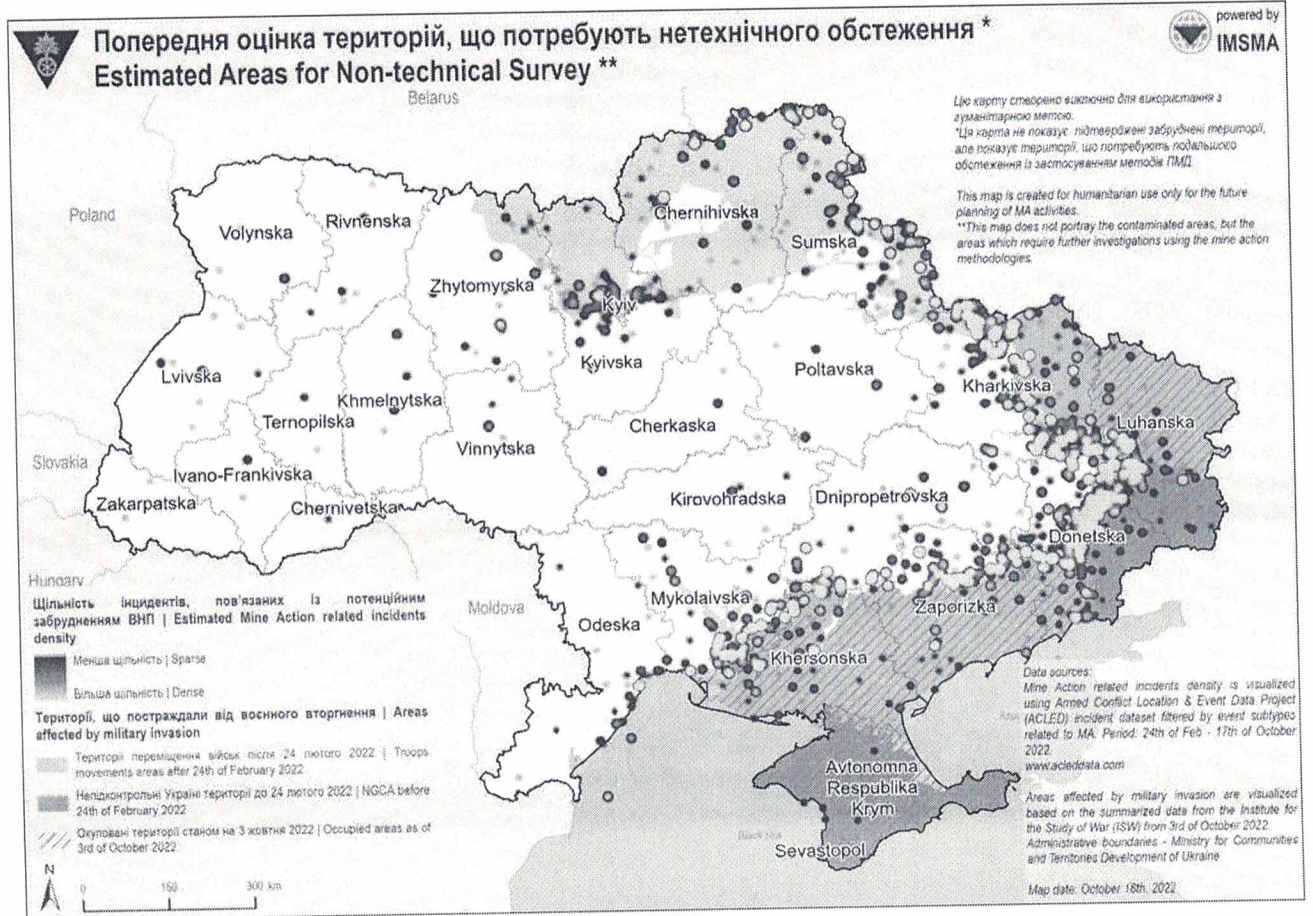 Попередня оцінка територій, що потребують нетехнічного обстеження *
Estimated Areas for Non-technical Survey **
powered by
IMSMA
Цю карту створено виключно для використання з
гуманітарною метою.
*Ця карта не показує підтверджені забруднені території,
але показує території, що потребують подальшого
обстеження із застосуванням методів ПМД.
This map is created for humanitarian use only for the future
planning of MA activities.
**This map does not portray the contaminated areas, but the
areas which require further investigations using the mine action
methodologies.
Belarus
Poland
Slovakia
Hungary
Moldova
Volynska
Rivnenska
Zhytomyrska
Chernihivska
Sumska
Kyiv
Kyivska
Lvivska
Ternopilska
Khmelnytska
Vinnytska
Cherkaska
Poltavska
Kharkivska
Luhanska
Ivano-Frankivska
Zakarpatska
Chernivetska
Kirovohradska
Dnipropetrovska
Donetska
Odeska
Mykolaivska
Zaporizka
Khersonska
Avtonomna
Respublika
Krym
Sevastopol
Black sea
Щільність інцидентів, пов'язаних із потенційним
забрудненням ВНП | Estimated Mine Action related incidents
density
Менша щільність | Sparse
Більша щільність | Dense
Території, що постраждали від воєнного вторгнення | Areas
affected by military invasion
Території переміщення військ після 24 лютого 2022 | Troops
movements areas after 24th of February 2022
Непідконтрольні Україні території до 24 лютого 2022 | NGCA before
24th of February 2022
Окуповані території станом на 3 жовтня 2022 | Occupied areas as of
3rd of October 2022
N
0 150 300 km
Data sources:
Mine Action related incidents density is visualized
using Armed Conflict Location & Event Data Project
(ACLED) incident dataset filtered by event subtypes
related to MA. Period: 24th of Feb - 17th of October
2022.
www.acleddata.com
Areas affected by military invasion are visualized
based on the summarized data from the Institute for
the Study of War (ISW) from 3rd of October 2022.
Administrative boundaries - Ministry for Communities
and Territories Development of Ukraine
Map date: October 18th, 2022